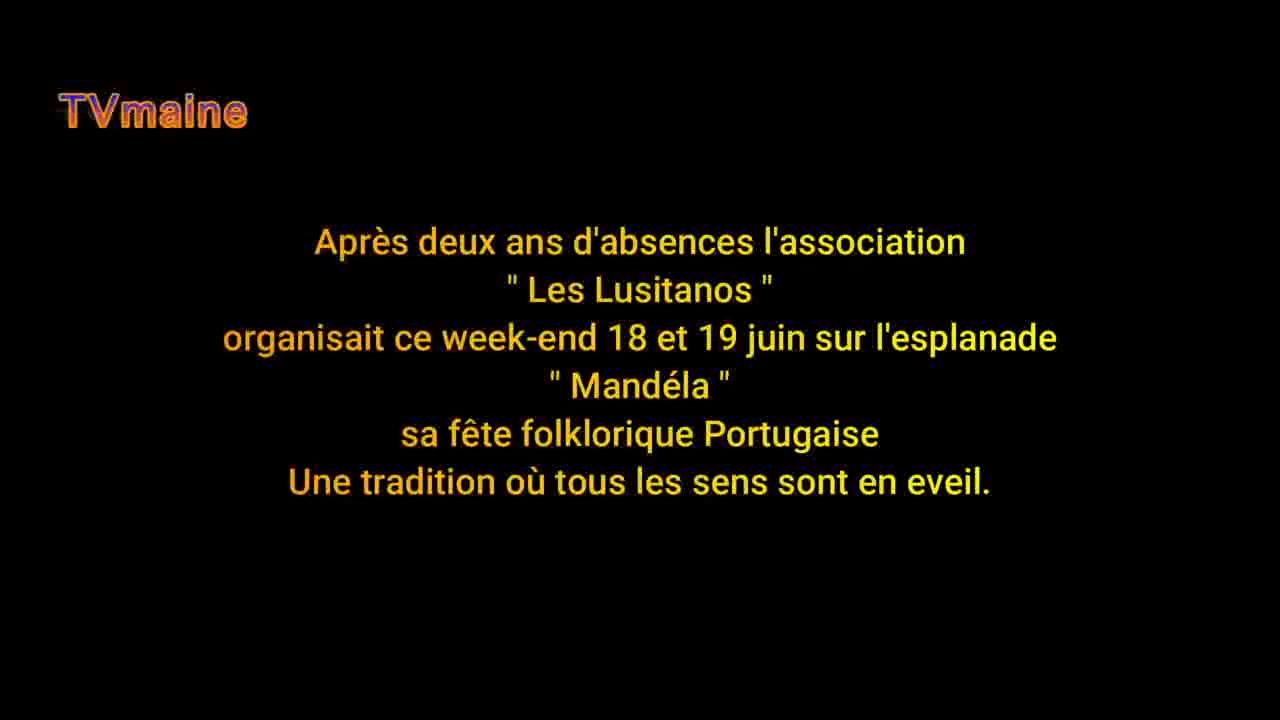 TVmaine
Après deux ans d'absences l'association
" Les Lusitanos "
organisait ce week-end 18 et 19 juin sur l'esplanade
" Mandéla "
sa fête folklorique Portugaise
Une tradition où tous les sens sont en eveil.